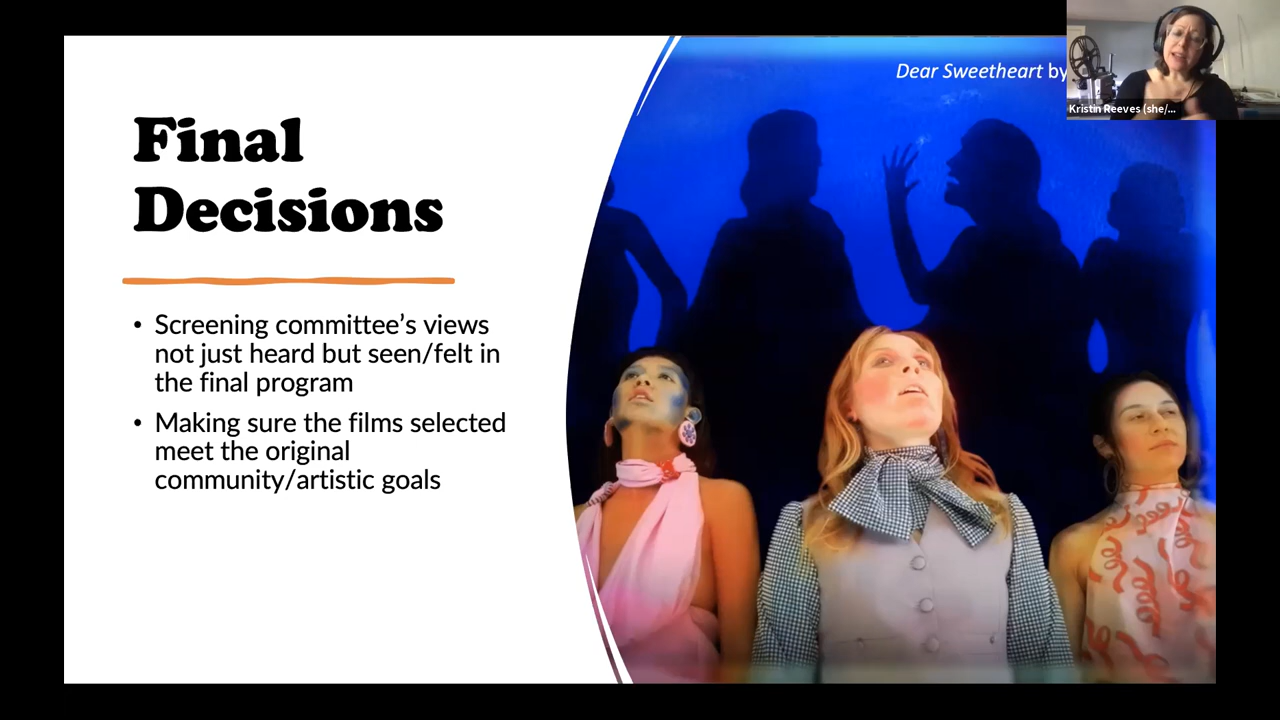 Dear Sweetheart by
Kristin Reeves (she/...
Final
Decisions
• Screening committee’s views
not just heard but seen/felt in
the final program
• Making sure the films selected
meet the original
community/artistic goals